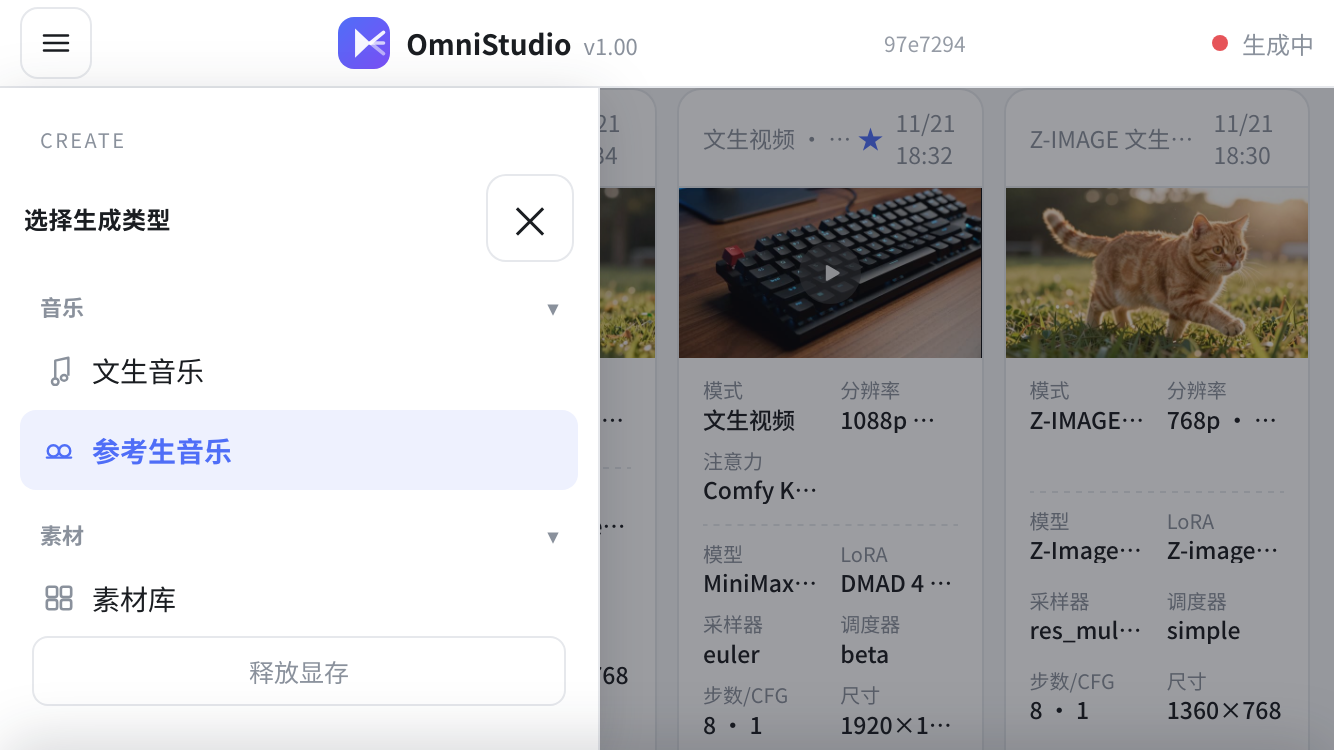 OmniStudio v1.00
97e7294
生成中
CREATE
选择生成类型
音乐
文生音乐
参考生音乐
素材
素材库
释放显存
文生视频 · ··· ★
11/21
18:32
模式
文生视频
分辨率
1088p ···
注意力
Comfy K···
模型
MiniMax···
LoRA
DMAD 4 ···
采样器
euler
调度器
beta
步数/CFG
8 · 1
尺寸
1920×1···
Z-IMAGE 文生···
11/21
18:30
模式
Z-IMAGE···
分辨率
768p · ···
模型
Z-Image···
LoRA
Z-image···
采样器
res_mul···
调度器
simple
步数/CFG
8 · 1
尺寸
1360×768